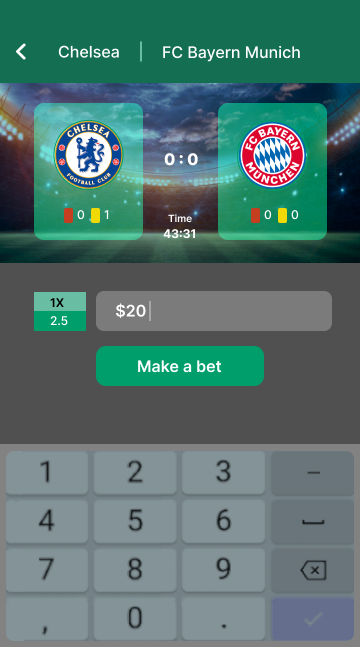 Chelsea | FC Bayern Munich
CHELSEA
FOOTBALL CLUB
FC BAYERN
MÜNCHEN
0 : 0
0 1
0 0
Time
43:31
1X
2.5
$20
Make a bet
1 2 3 –
4 5 6
7 8 9
, 0 .